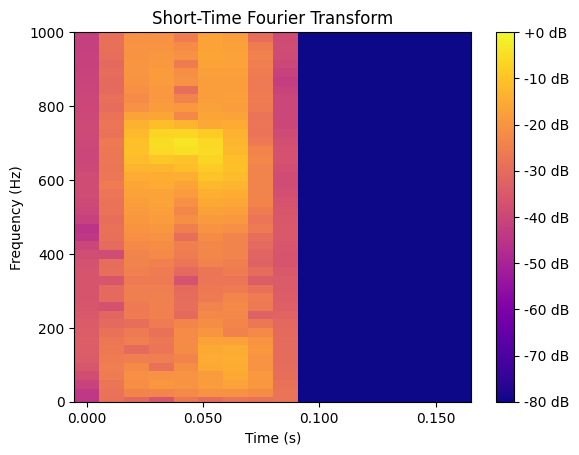 Short-Time Fourier Transform
1000
800
600
400
200
0
Frequency (Hz)
0.000
0.050
0.100
0.150
Time (s)
+0 dB
-10 dB
-20 dB
-30 dB
-40 dB
-50 dB
-60 dB
-70 dB
-80 dB